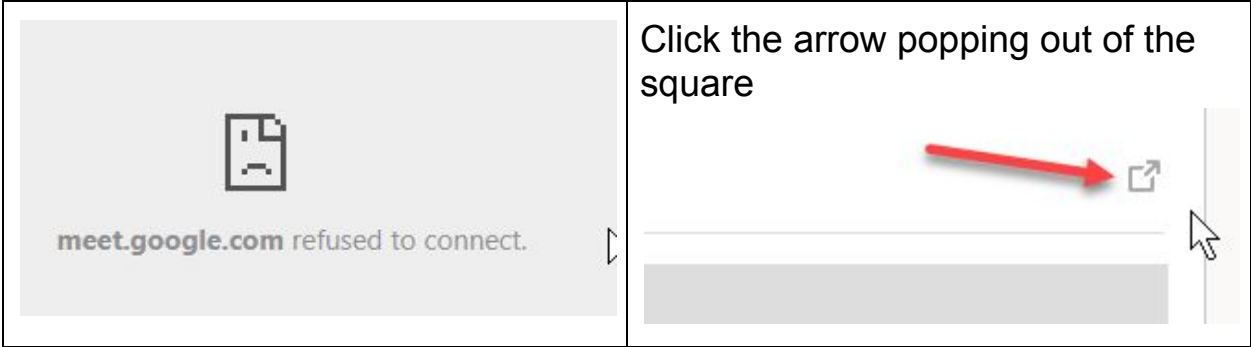 meet.google.com refused to connect.
Click the arrow popping out of the
square